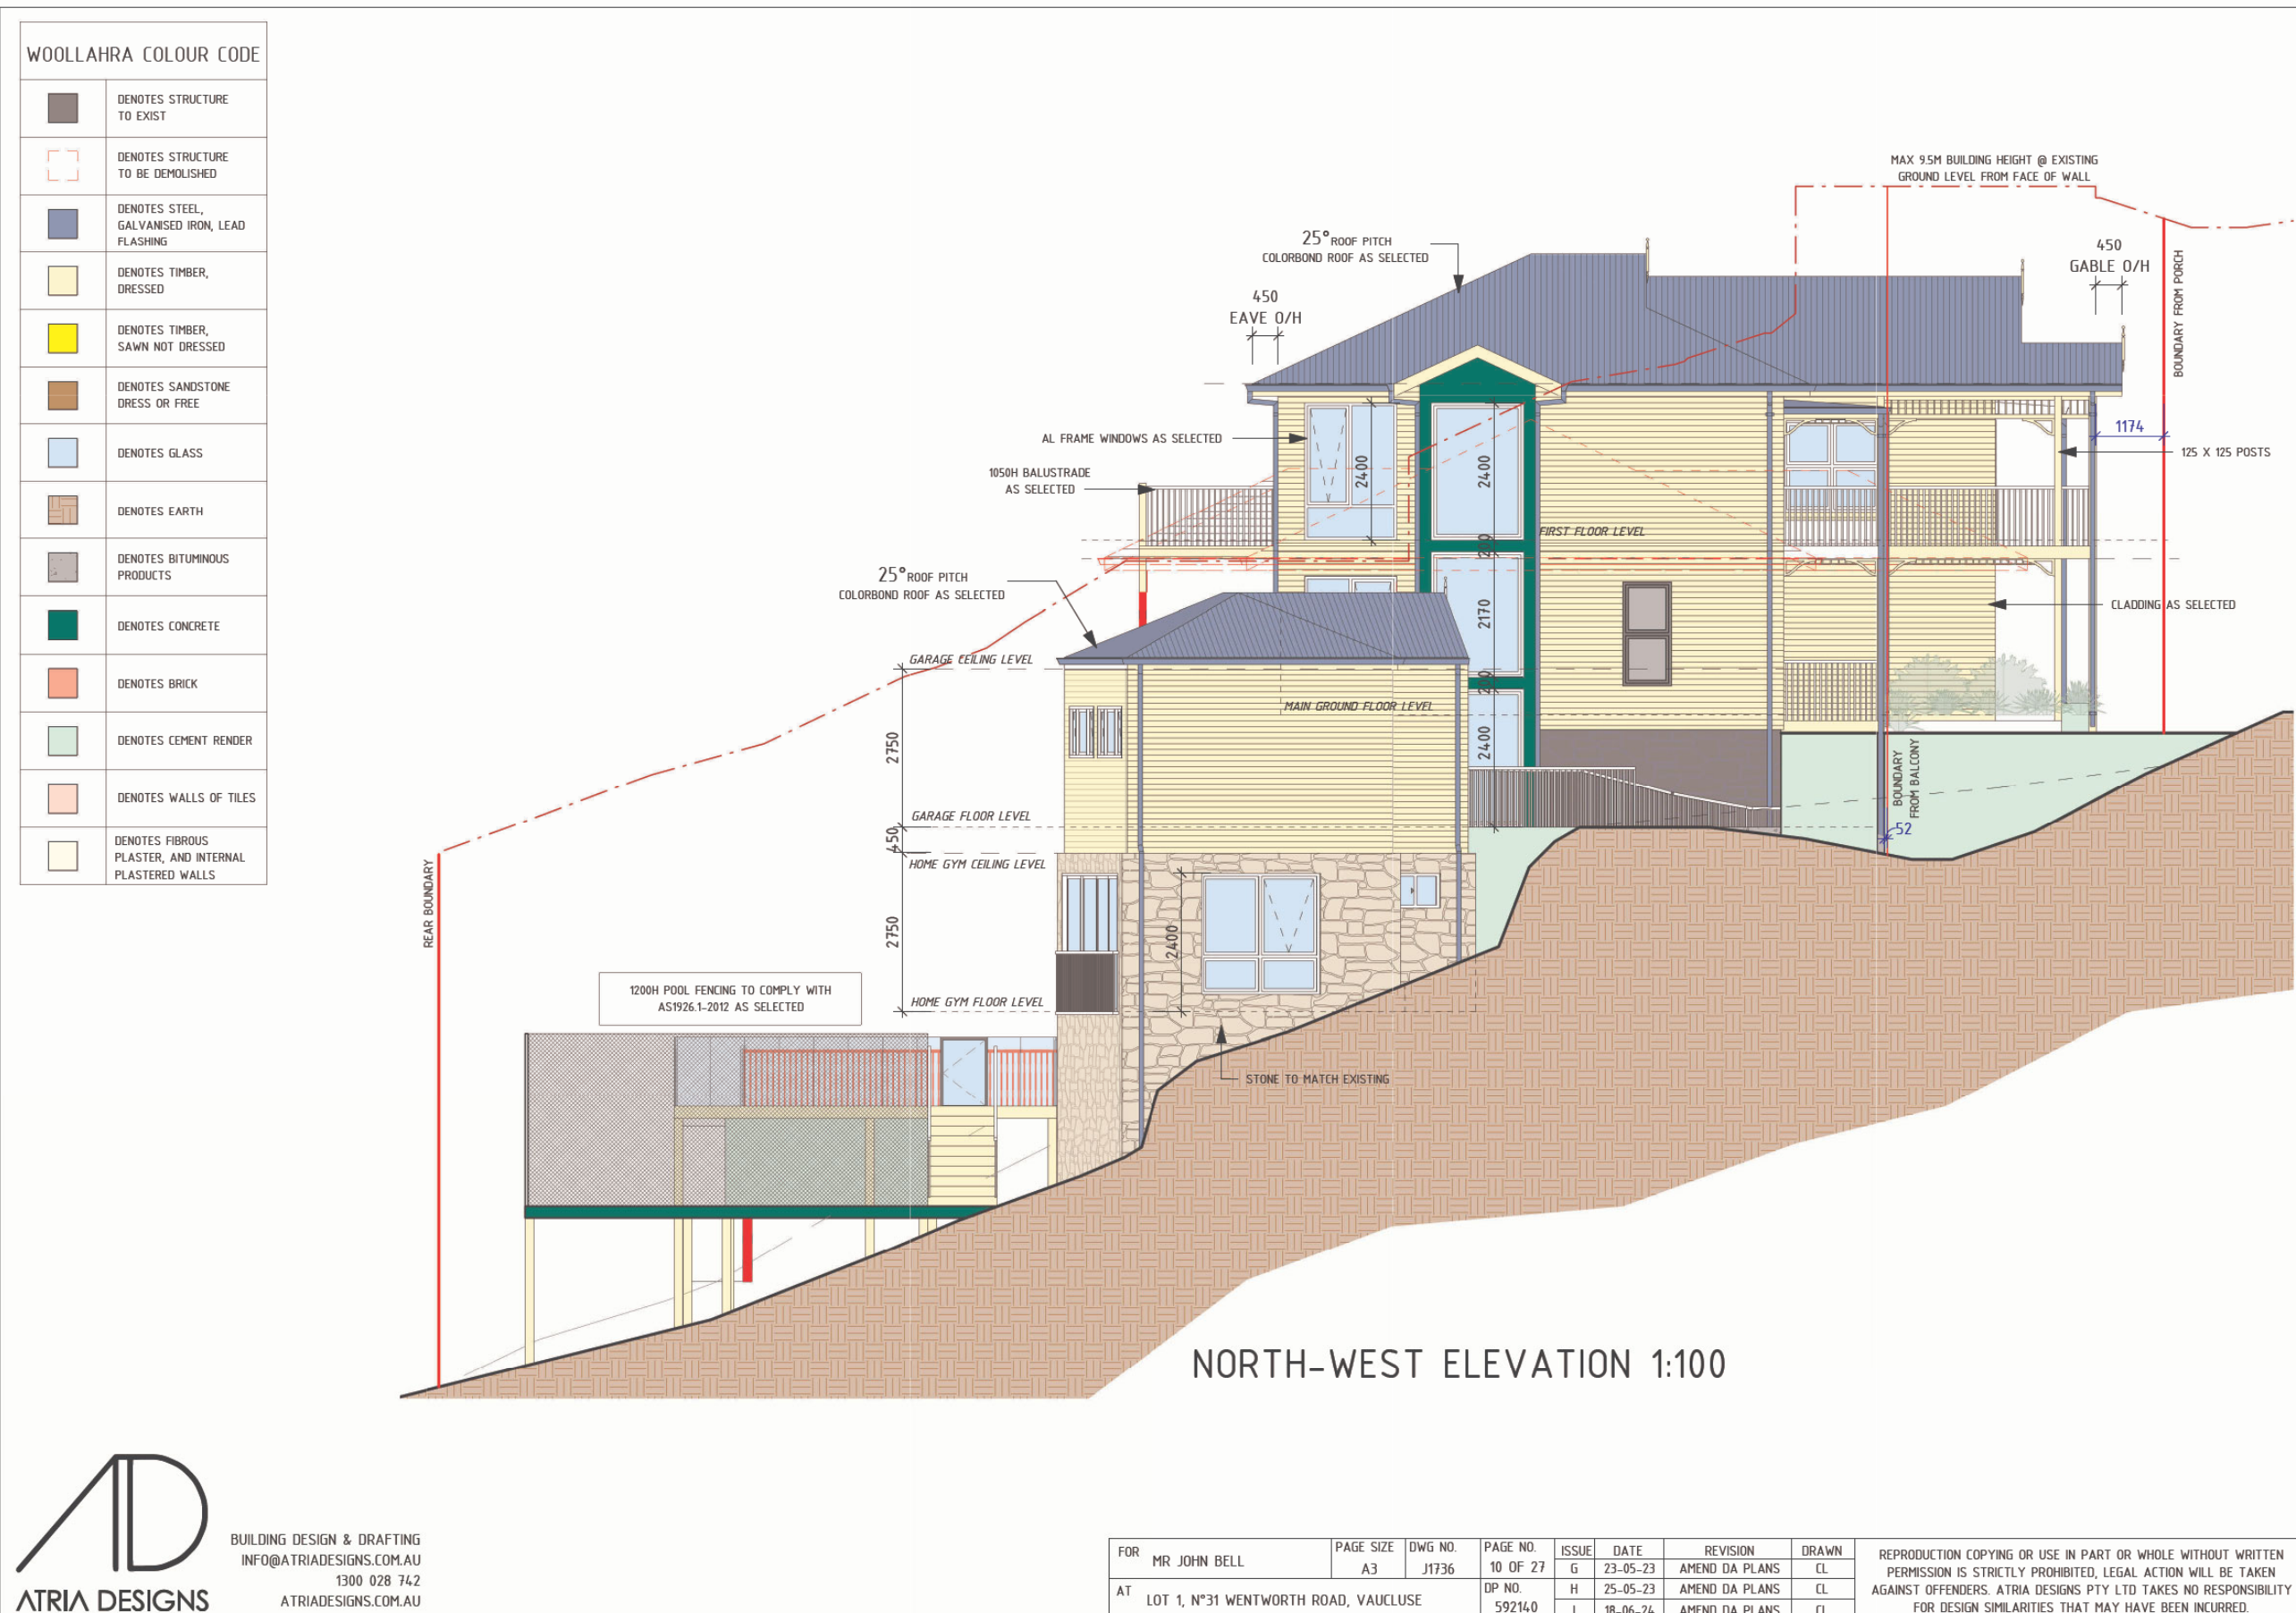 WOOLLAHRA COLOUR CODE
DENOTES STRUCTURE
TO EXIST
DENOTES STRUCTURE
TO BE DEMOLISHED
DENOTES STEEL,
GALVANISED IRON, LEAD
FLASHING
DENOTES TIMBER,
DRESSED
DENOTES TIMBER,
SAWN NOT DRESSED
DENOTES SANDSTONE
DRESS OR FREE
DENOTES GLASS
DENOTES EARTH
DENOTES BITUMINOUS
PRODUCTS
DENOTES CONCRETE
DENOTES BRICK
DENOTES CEMENT RENDER
DENOTES WALLS OF TILES
DENOTES FIBROUS
PLASTER, AND INTERNAL
PLASTERED WALLS
MAX 9.5M BUILDING HEIGHT @ EXISTING
GROUND LEVEL FROM FACE OF WALL
25° ROOF PITCH
COLORBOND ROOF AS SELECTED
450
EAVE O/H
450
GABLE O/H
BOUNDARY FROM PORCH
AL FRAME WINDOWS AS SELECTED
1050H BALUSTRADE
AS SELECTED
2400
2400
1174
125 X 125 POSTS
FIRST FLOOR LEVEL
200
25° ROOF PITCH
COLORBOND ROOF AS SELECTED
2170
CLADDING AS SELECTED
GARAGE CEILING LEVEL
200
MAIN GROUND FLOOR LEVEL
2750
2400
BOUNDARY
FROM BALCONY
52
GARAGE FLOOR LEVEL
450
HOME GYM CEILING LEVEL
REAR BOUNDARY
2750
2400
HOME GYM FLOOR LEVEL
1200H POOL FENCING TO COMPLY WITH
AS1926.1-2012 AS SELECTED
STONE TO MATCH EXISTING
NORTH-WEST ELEVATION 1:100
AD
ATRIA DESIGNS
BUILDING DESIGN & DRAFTING
INFO@ATRIADESIGNS.COM.AU
1300 028 742
ATRIADESIGNS.COM.AU
FOR MR JOHN BELL
PAGE SIZE A3
DWG NO. J1736
PAGE NO. 10 OF 27
AT LOT 1, N°31 WENTWORTH ROAD, VAUCLUSE
DP NO. 592140
ISSUE DATE REVISION DRAWN
G 23-05-23 AMEND DA PLANS CL
H 25-05-23 AMEND DA PLANS CL
18-06-24 AMEND DA PLANS CL
REPRODUCTION COPYING OR USE IN PART OR WHOLE WITHOUT WRITTEN
PERMISSION IS STRICTLY PROHIBITED, LEGAL ACTION WILL BE TAKEN
AGAINST OFFENDERS. ATRIA DESIGNS PTY LTD TAKES NO RESPONSIBILITY
FOR DESIGN SIMILARITIES THAT MAY HAVE BEEN INCURRED.